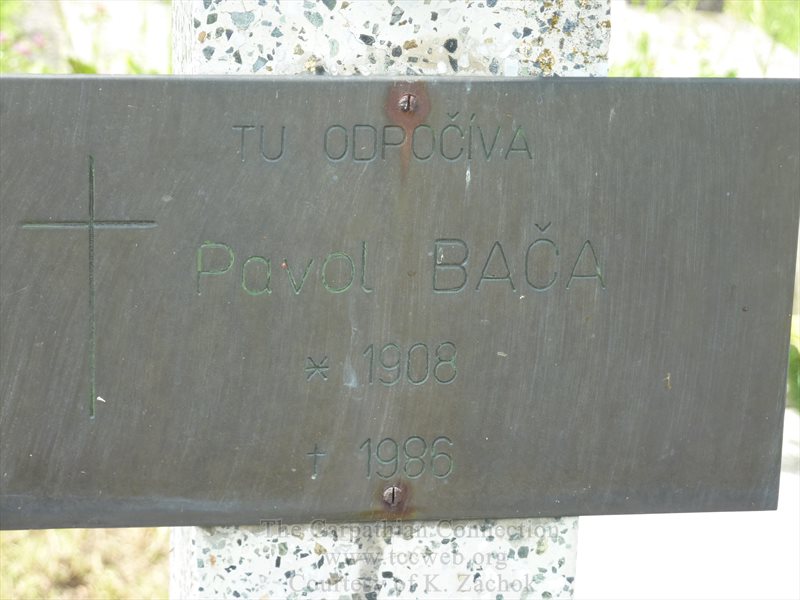 TU ODPOČÍVA
Pavol BAČA
* 1908
† 1986
The Carpathian Connection
www.tccweb.org
Courtesy of K. Zachok